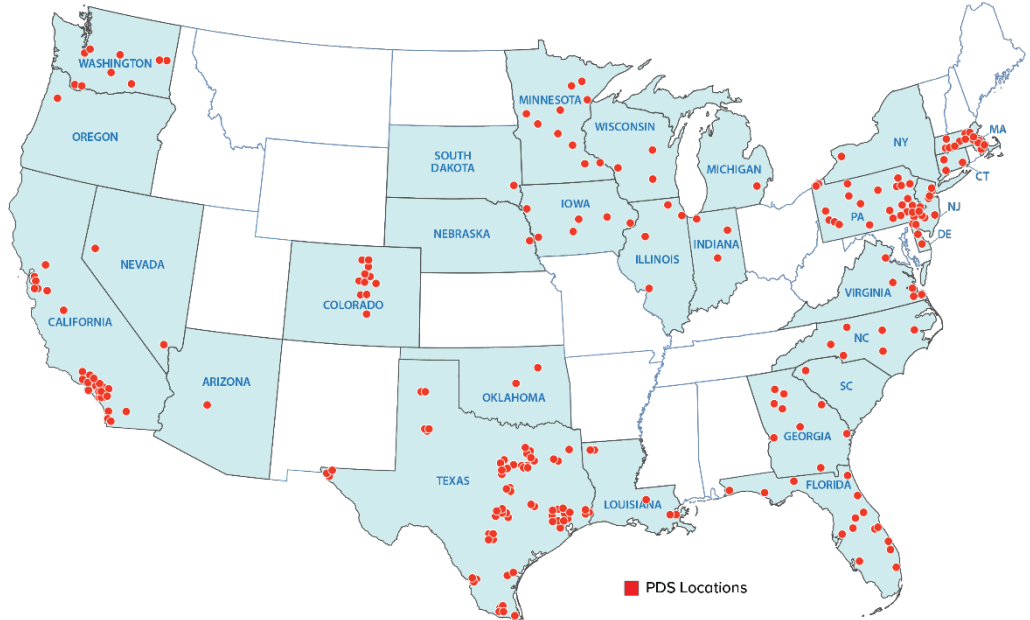 WASHINGTON
MINNESOTA
MA
OREGON
WISCONSIN
NY
SOUTH
DAKOTA
MICHIGAN
CT
IOWA
NJ
PA
NEBRASKA
DE
NEVADA
INDIANA
ILLINOIS
COLORADO
VIRGINIA
CALIFORNIA
NC
ARIZONA
SC
OKLAHOMA
GEORGIA
TEXAS
FLORIDA
LOUISIANA
PDS Locations